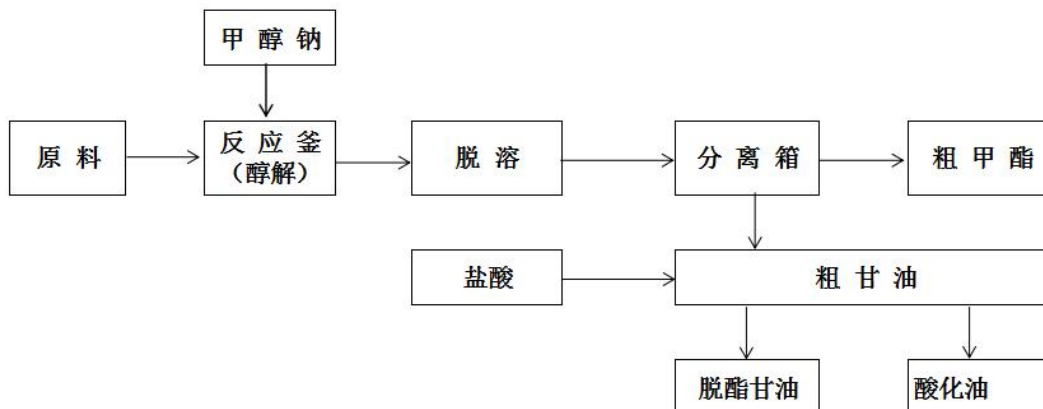 甲 醇 钠
原 料
反 应 釜
（醇解）
脱 溶
分 离 箱
粗 甲 酯
盐酸
粗 甘 油
脱酯甘油
酸化油